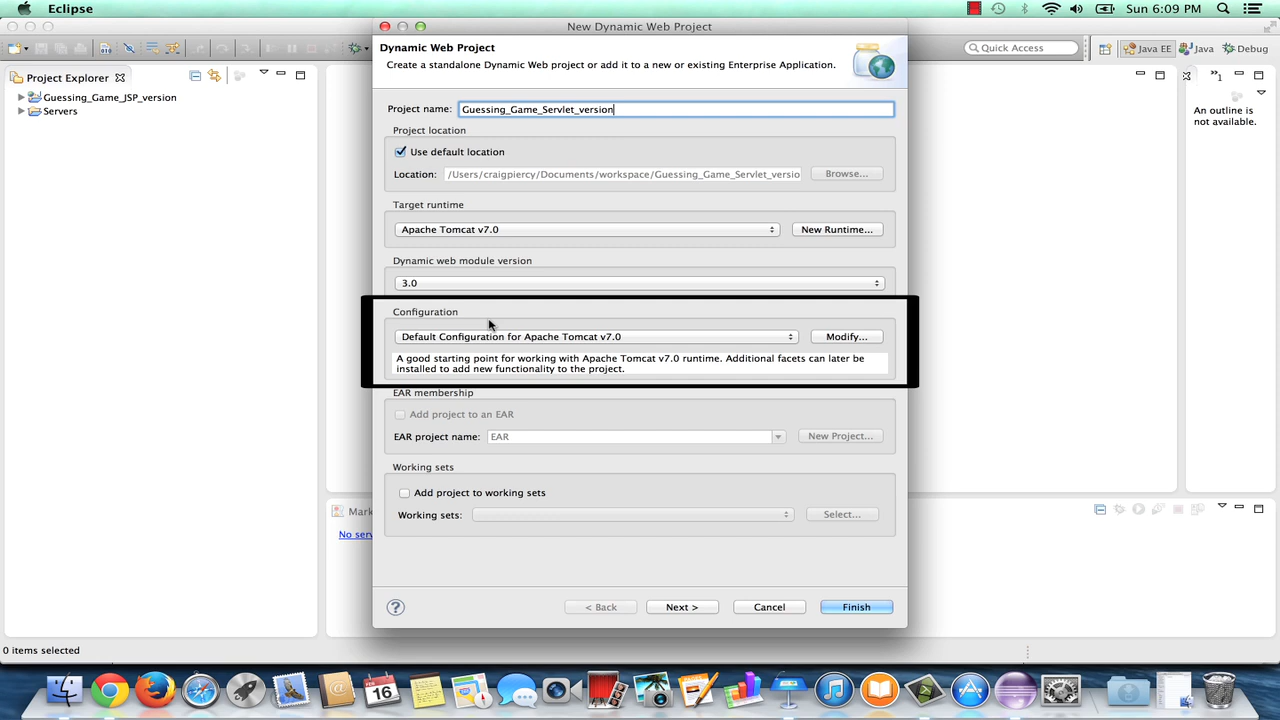 Eclipse
Sun 6:09 PM
New Dynamic Web Project
Quick Access
Java EE
Java
Debug
Project Explorer
Guessing_Game_JSP_version
Servers
Dynamic Web Project
Create a standalone Dynamic Web project or add it to a new or existing Enterprise Application.
Project name: Guessing_Game_Servlet_version
Project location
Use default location
Location: /Users/craigpiercy/Documents/workspace/Guessing_Game_Servlet_versio
Browse...
Target runtime
Apache Tomcat v7.0
New Runtime...
Dynamic web module version
3.0
Configuration
Default Configuration for Apache Tomcat v7.0
Modify...
A good starting point for working with Apache Tomcat v7.0 runtime. Additional facets can later be
installed to add new functionality to the project.
EAR membership
Add project to an EAR
EAR project name: EAR
New Project...
Working sets
Add project to working sets
Working sets:
Select...
< Back
Next >
Cancel
Finish
An outline is
not available.
Mark
No serv
0 items selected
FEB
16